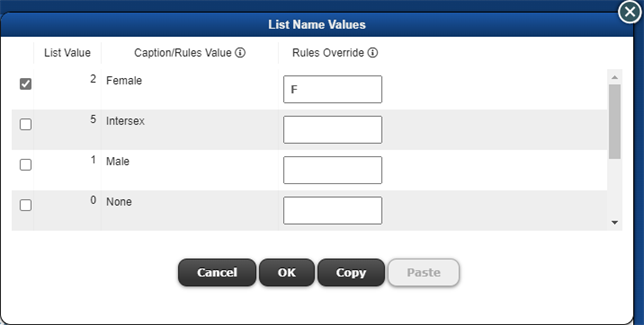 List Name Values
List Value Caption/Rules Value Rules Override
2 Female F
5 Intersex
1 Male
0 None
Cancel OK Copy Paste